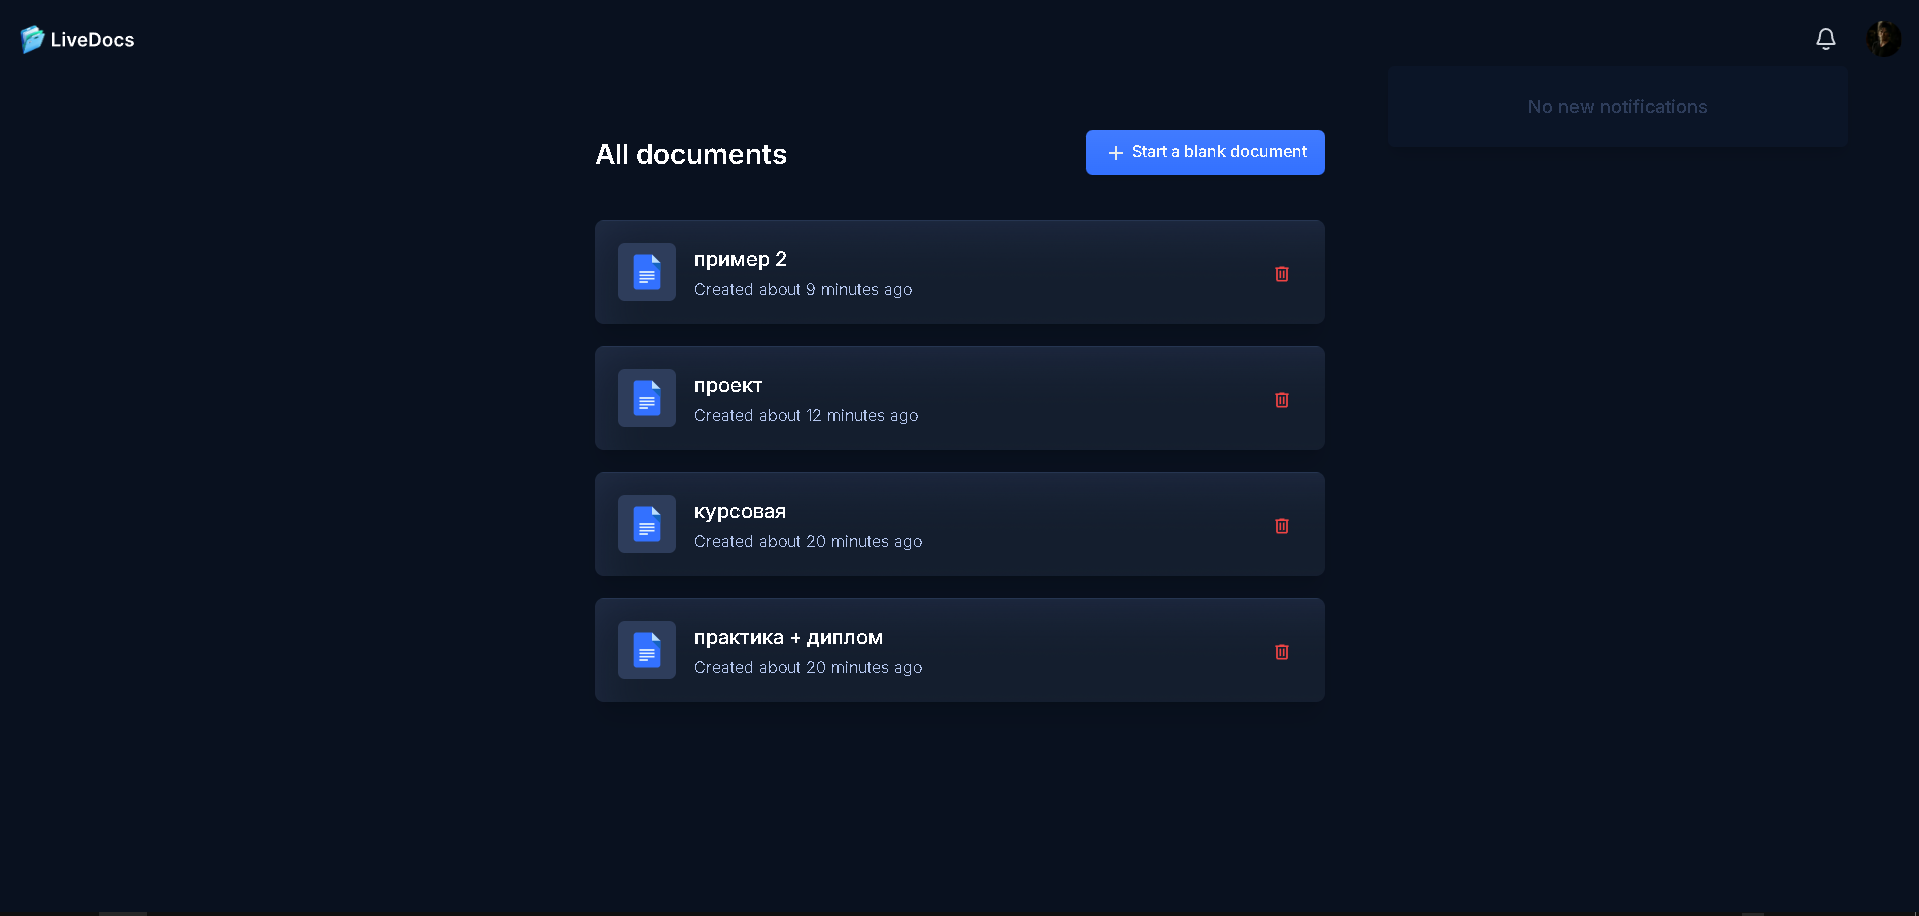 LiveDocs
No new notifications
All documents
Start a blank document
пример 2
Created about 9 minutes ago
проект
Created about 12 minutes ago
курсовая
Created about 20 minutes ago
практика + диплом
Created about 20 minutes ago